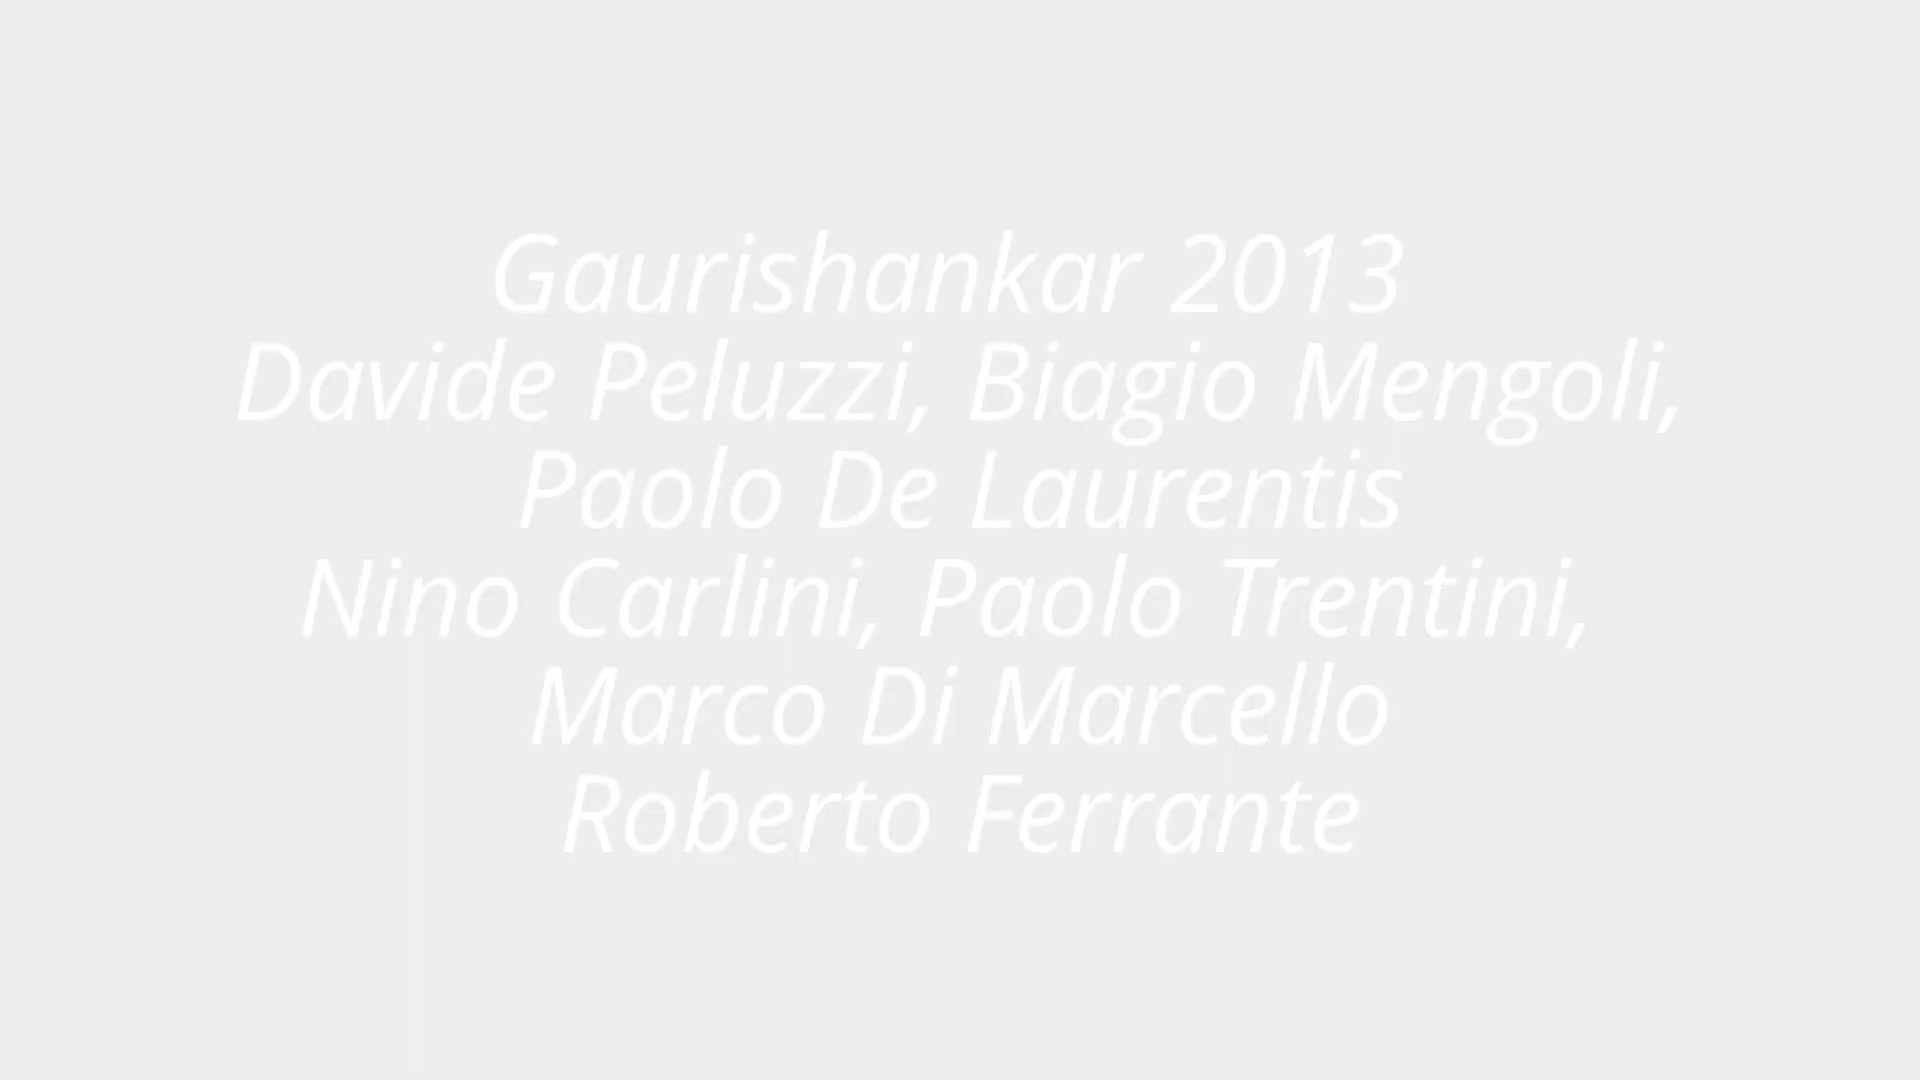 Gaurishankar 2013
Davide Peluzzi, Biagio Mengoli,
Paolo De Laurentis
Nino Carlini, Paolo Trentini,
Marco Di Marcello
Roberto Ferrante